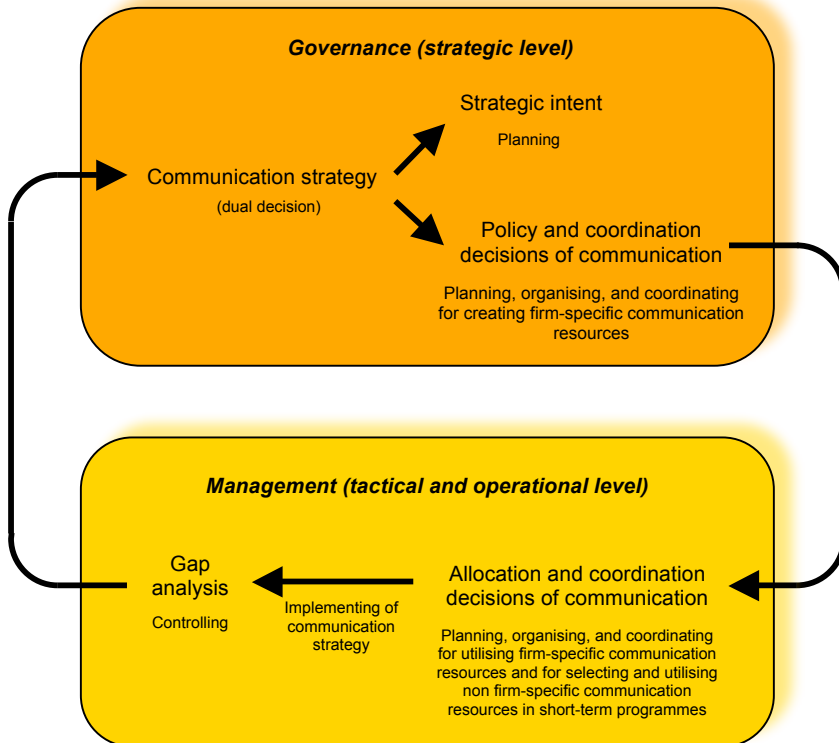 Governance (strategic level)
Strategic intent
Planning
Communication strategy
(dual decision)
Policy and coordination
decisions of communication
Planning, organising, and coordinating
for creating firm-specific communication
resources
Management (tactical and operational level)
Gap
analysis
Controlling
Implementing of
communication
strategy
Allocation and coordination
decisions of communication
Planning, organising, and coordinating
for utilising firm-specific communication
resources and for selecting and utilising
non firm-specific communication
resources in short-term programmes